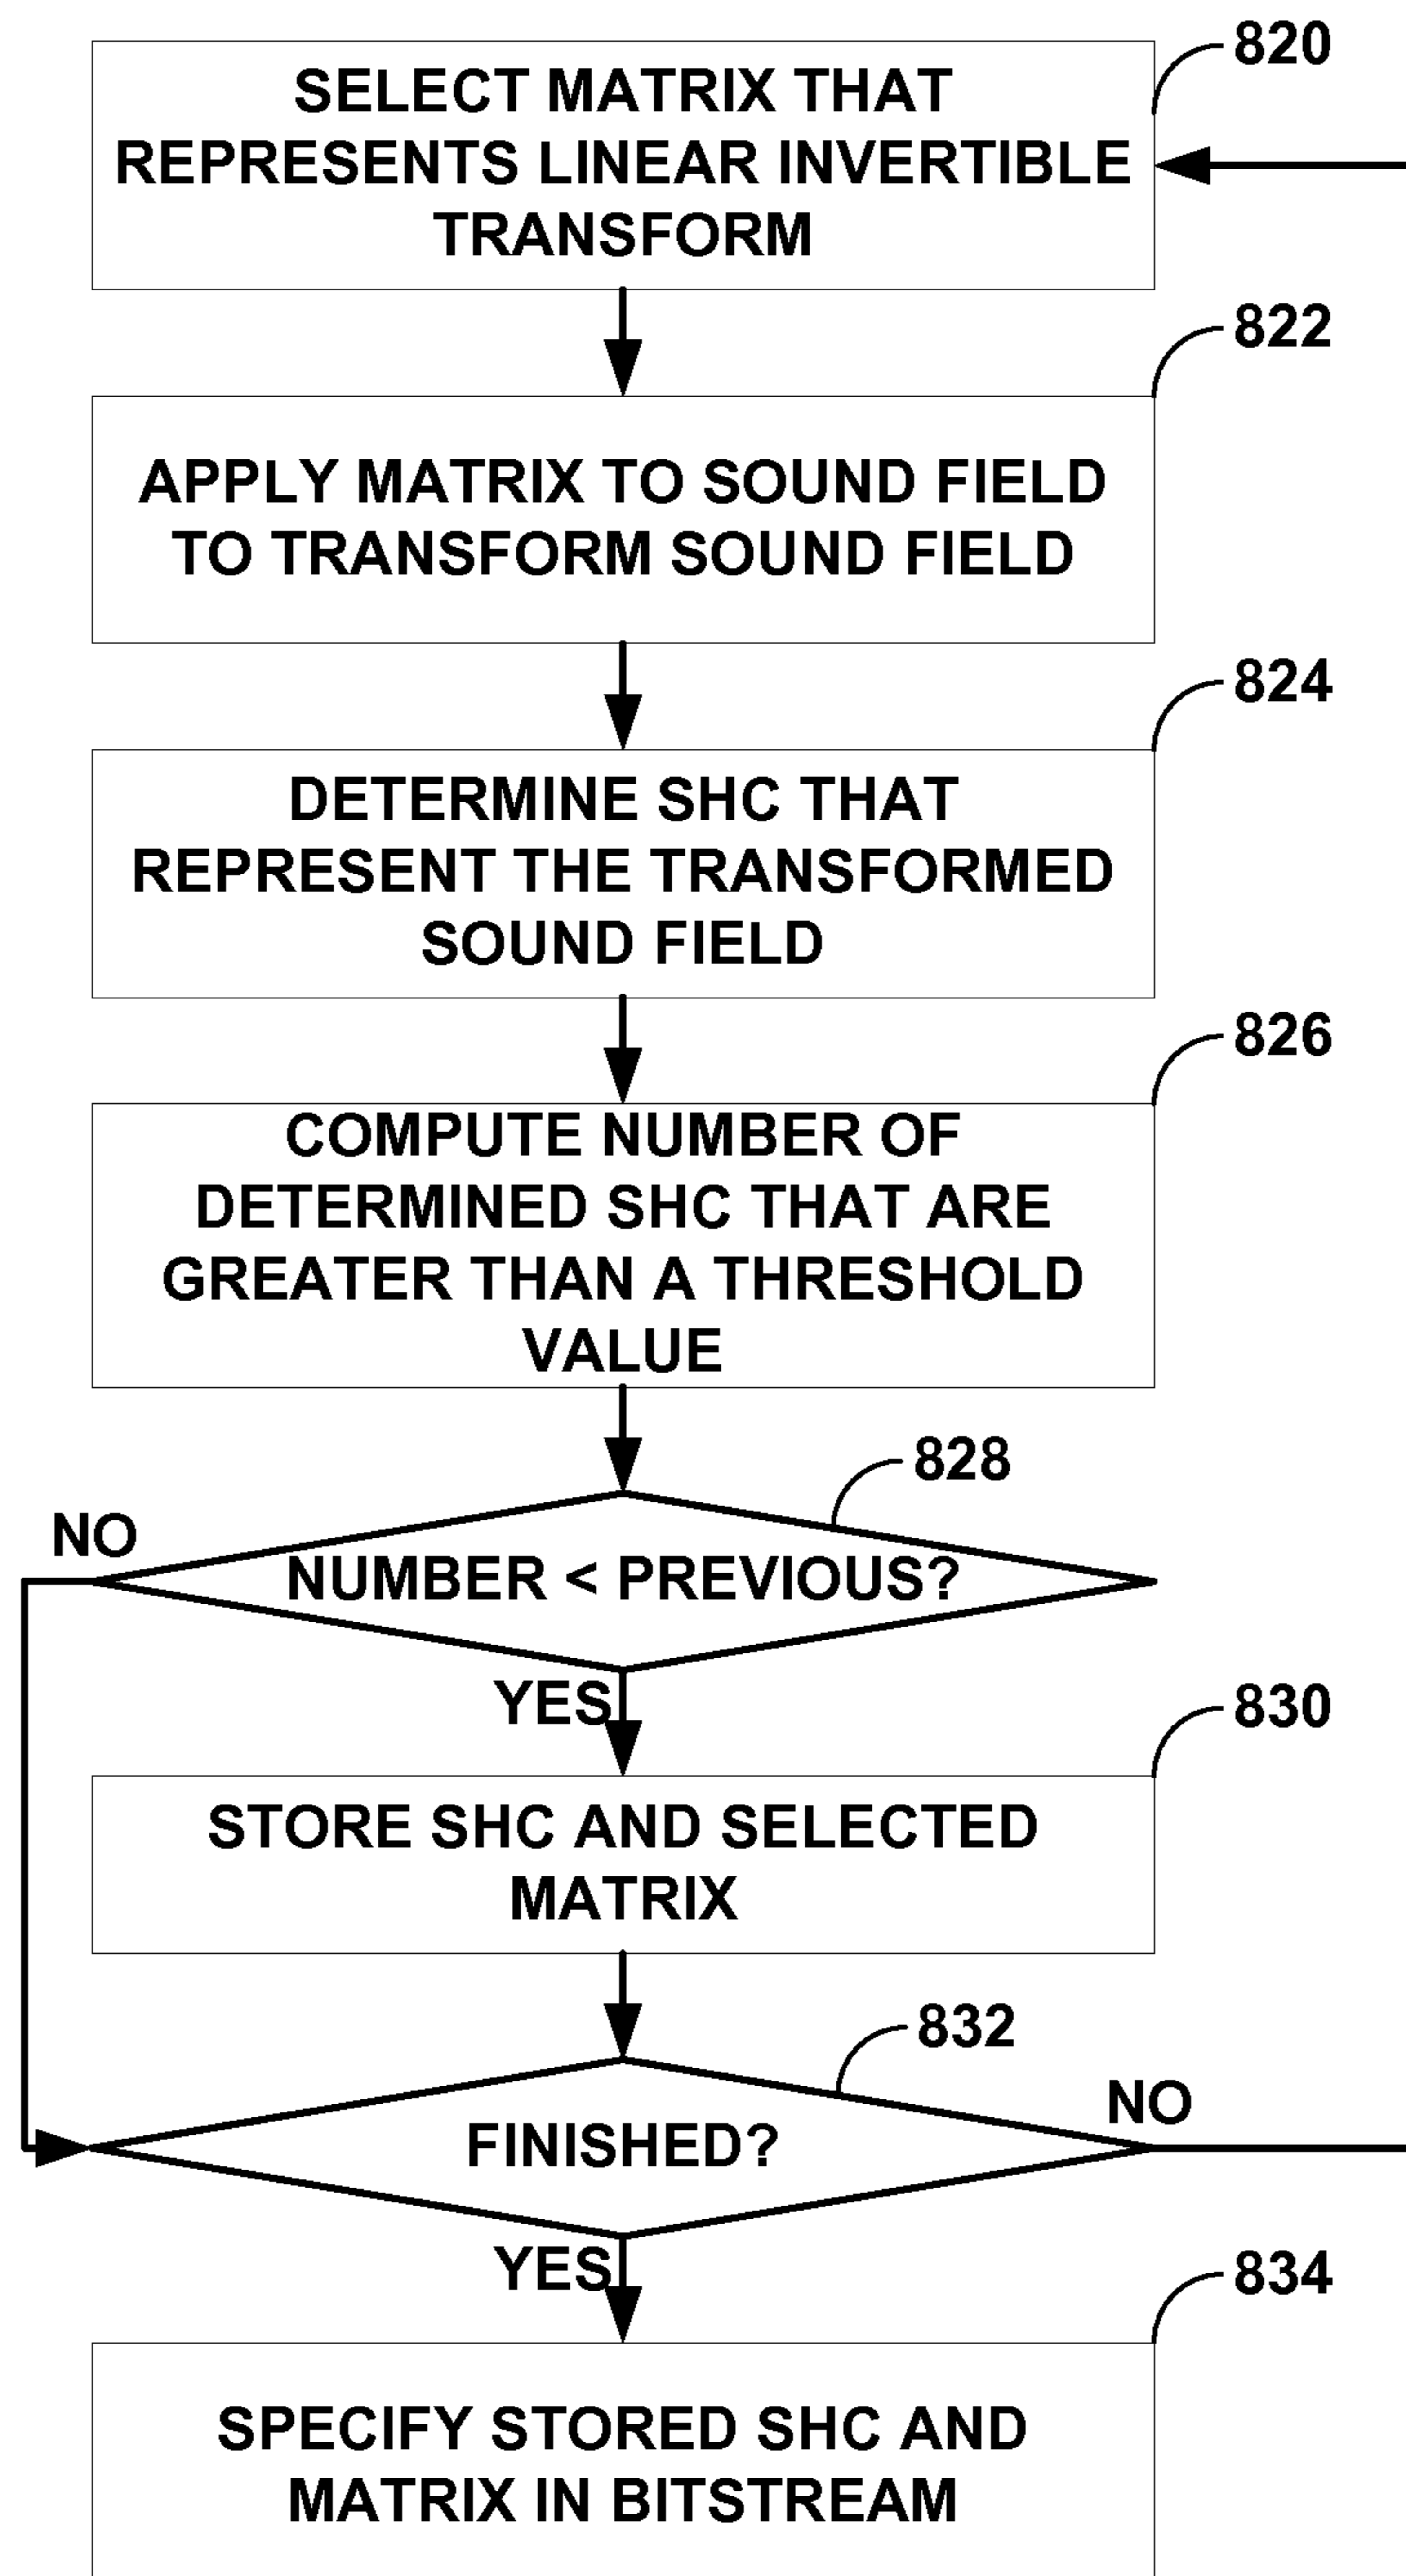 820
SELECT MATRIX THAT
REPRESENTS LINEAR INVERTIBLE
TRANSFORM
822
APPLY MATRIX TO SOUND FIELD
TO TRANSFORM SOUND FIELD
824
DETERMINE SHC THAT
REPRESENT THE TRANSFORMED
SOUND FIELD
826
COMPUTE NUMBER OF
DETERMINED SHC THAT ARE
GREATER THAN A THRESHOLD
VALUE
828
NO
NUMBER < PREVIOUS?
YES
830
STORE SHC AND SELECTED
MATRIX
832
NO
FINISHED?
YES
834
SPECIFY STORED SHC AND
MATRIX IN BITSTREAM